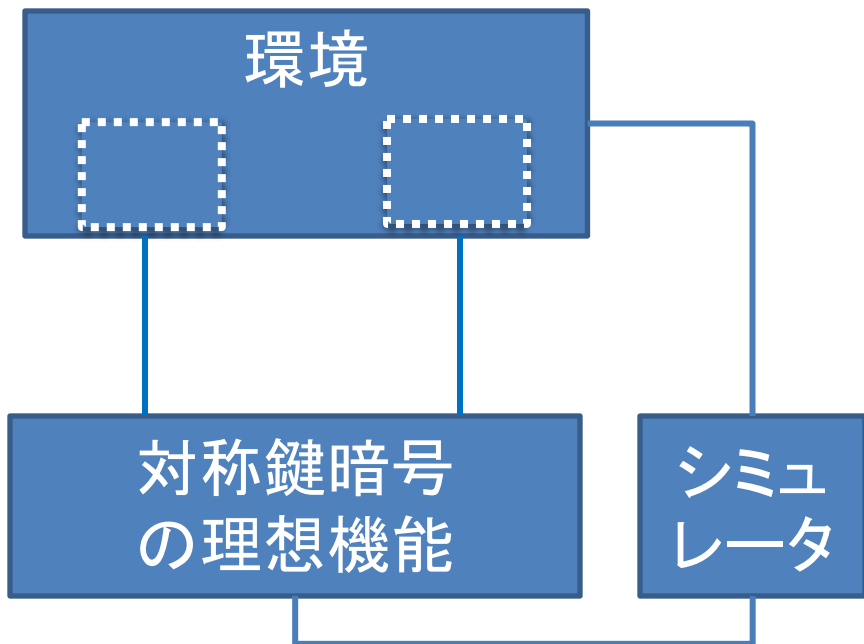 環境
対称鍵暗号
の理想機能
シミュ
レータ